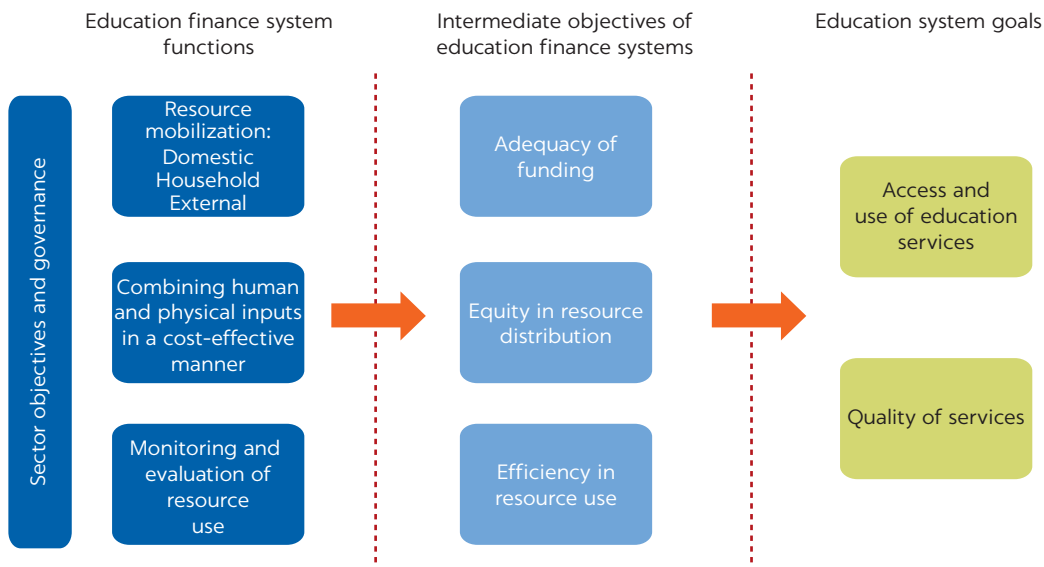 Education finance system
functions
Intermediate objectives of
education finance systems
Education system goals
Sector objectives and governance
Resource
mobilization:
Domestic
Household
External
Combining human
and physical inputs
in a cost-effective
manner
Monitoring and
evaluation of
resource
use
Adequacy of
funding
Equity in resource
distribution
Efficiency in
resource use
Access and
use of education
services
Quality of services